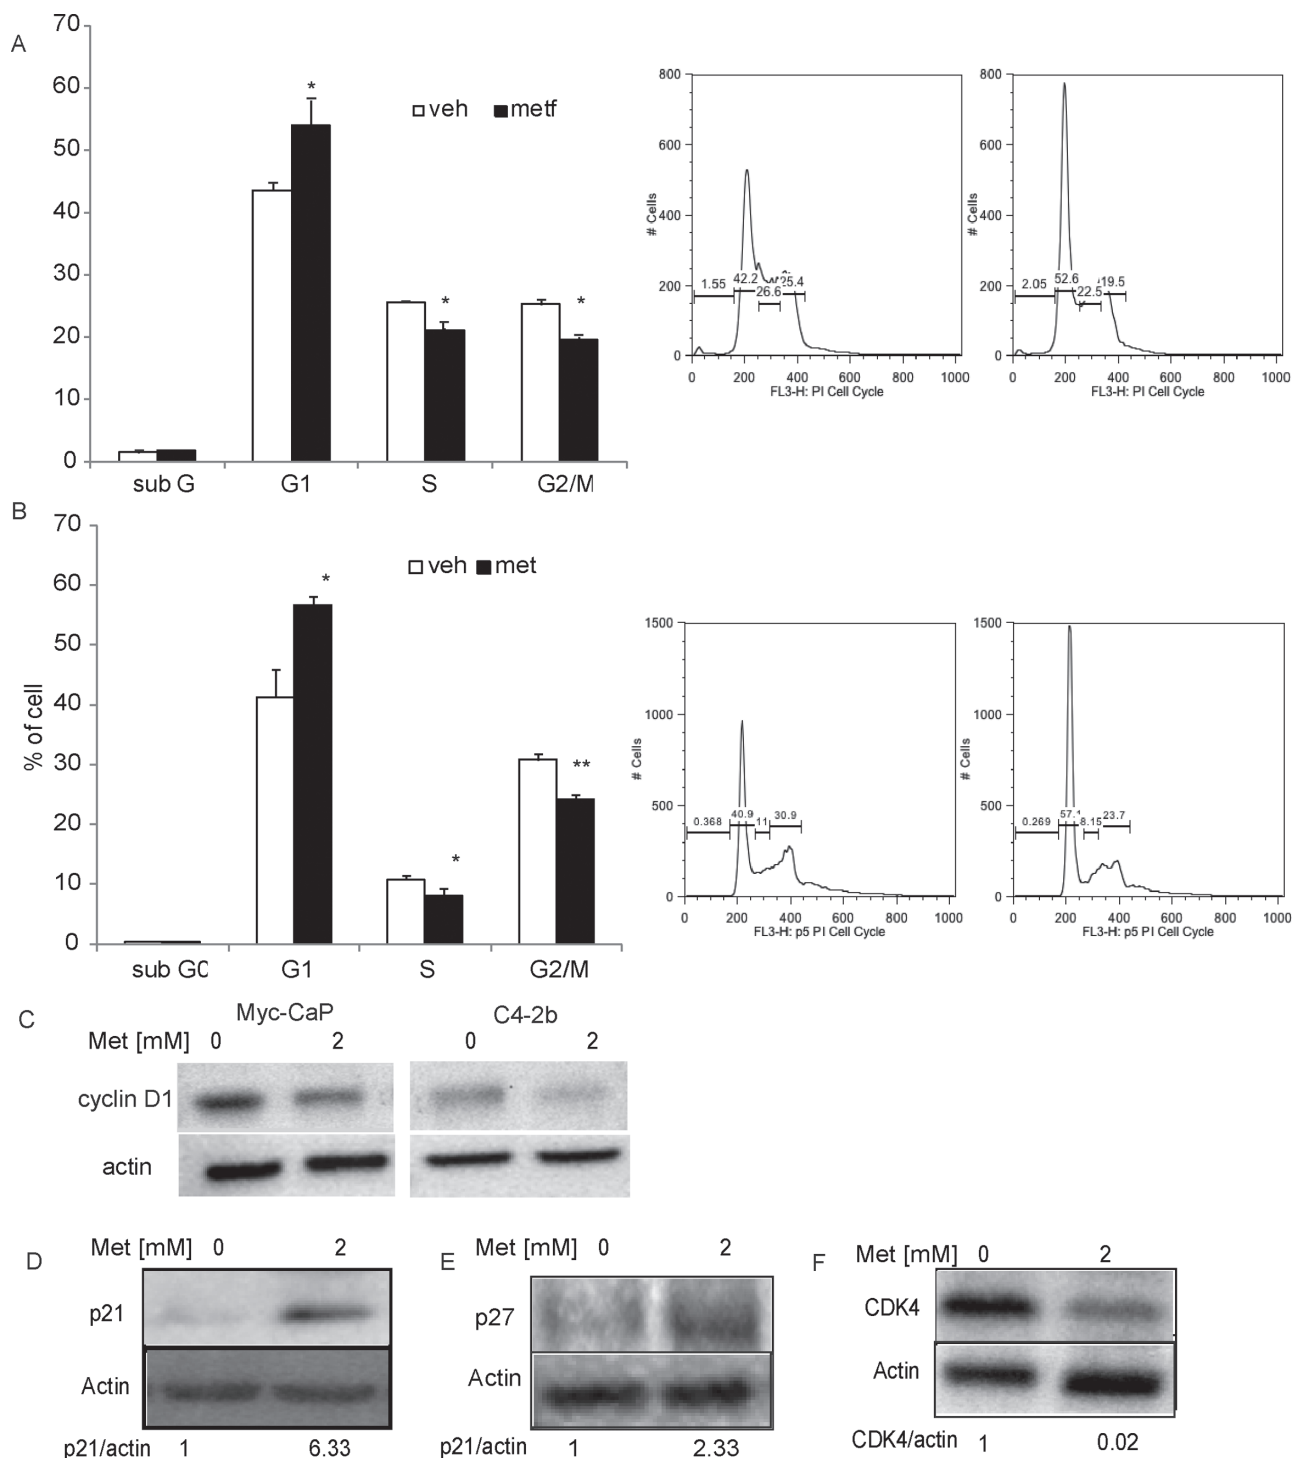 A
70
60
50
40
30
20
10
0
veh metf
*
*
*
sub G G1 S G2/M
800
600
400
200
0
# Cells
1.55 42.2 26.6 25.4
0 200 400 600 800 1000
FL3-H: PI Cell Cycle
800
600
400
200
0
# Cells
2.05 52.6 22.5 19.5
0 200 400 600 800 1000
FL3-H: PI Cell Cycle
B
70
60
50
40
30
20
10
0
% of cell
veh met
*
*
**
sub G0 G1 S G2/M
1500
1000
500
0
# Cells
0.368 40.9 11 30.9
0 200 400 600 800 1000
FL3-H: p5 PI Cell Cycle
1500
1000
500
0
# Cells
0.269 57.1 8.15 23.7
0 200 400 600 800 1000
FL3-H: p5 PI Cell Cycle
C
Myc-CaP C4-2b
Met [mM] 0 2 0 2
cyclin D1
actin
D
Met [mM] 0 2
p21
Actin
p21/actin 1 6.33
E
Met [mM] 0 2
p27
Actin
p21/actin 1 2.33
F
Met [mM] 0 2
CDK4
Actin
CDK4/actin 1 0.02